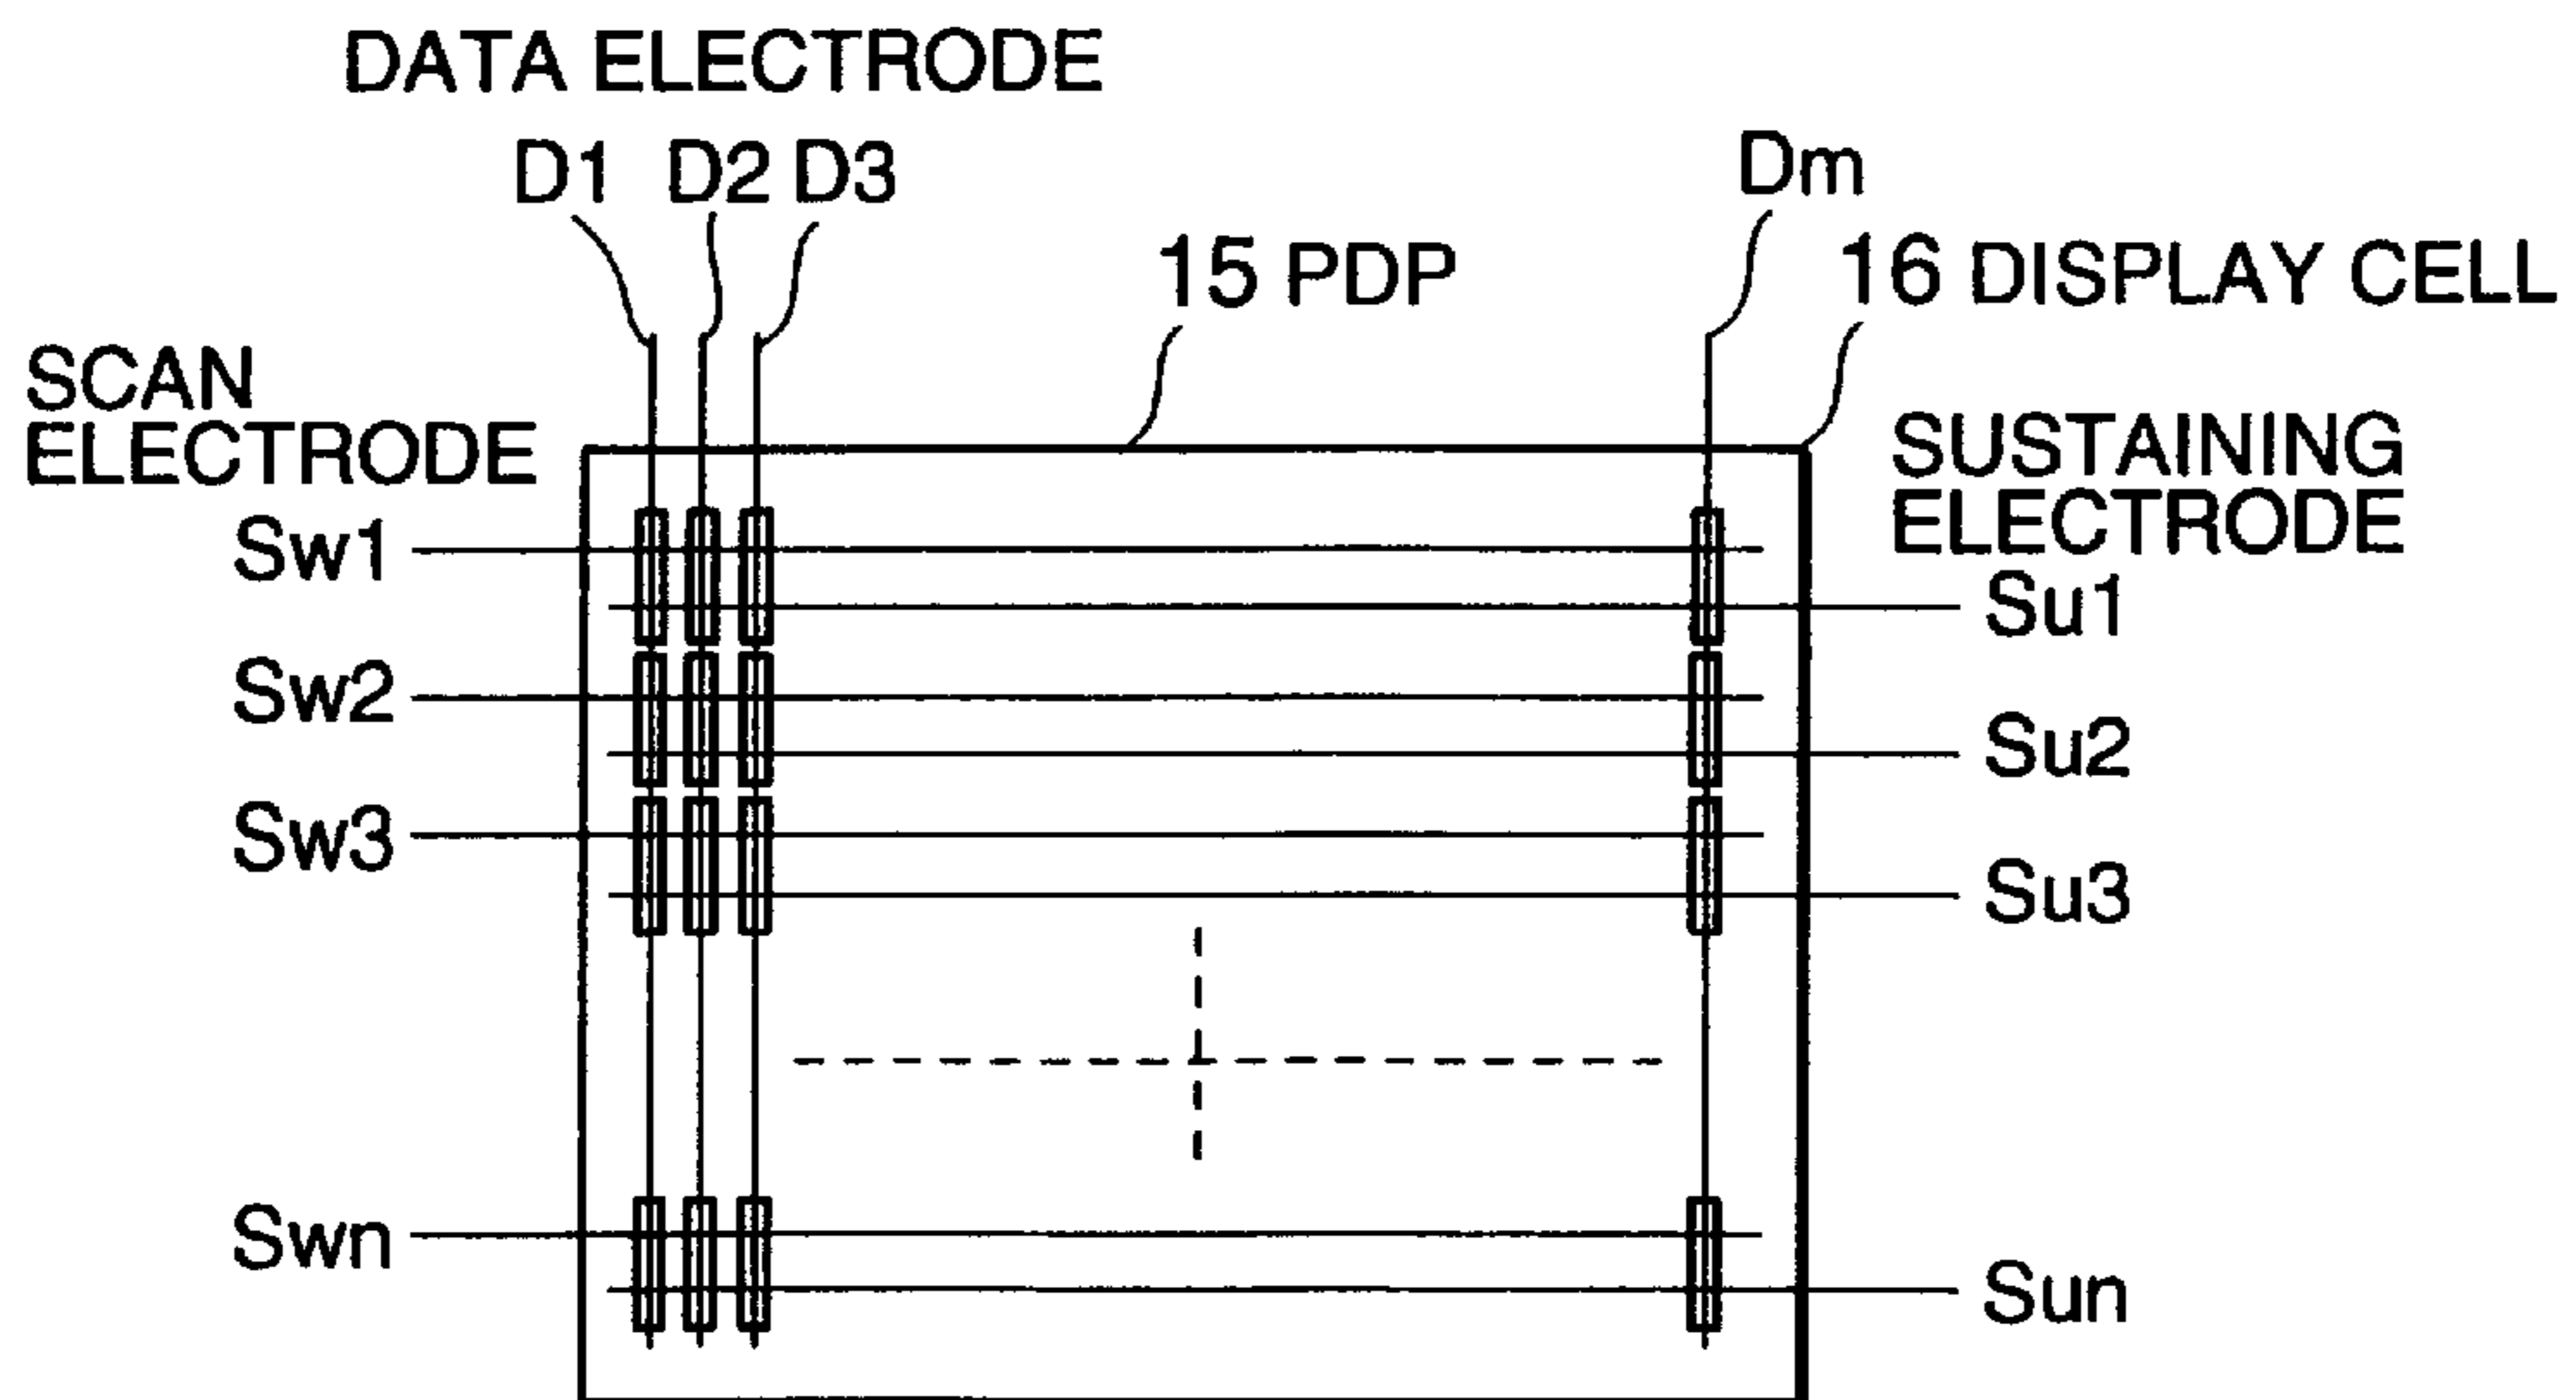 DATA ELECTRODE
D1 D2 D3
Dm
15 PDP
16 DISPLAY CELL
SCAN
ELECTRODE
SUSTAINING
ELECTRODE
Sw1
Su1
Sw2
Su2
Sw3
Su3
Swn
Sun